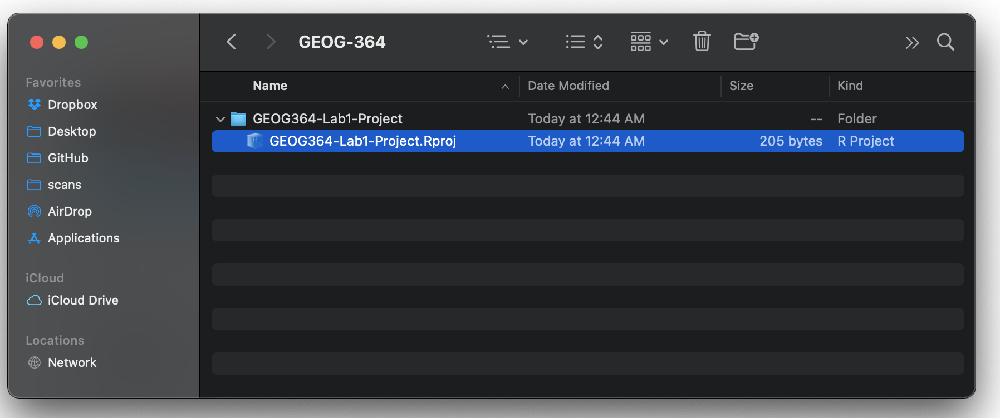 GEOG-364
Favorites
Dropbox
Desktop
GitHub
scans
AirDrop
Applications
iCloud
iCloud Drive
Locations
Network
Name Date Modified Size Kind
GEOG364-Lab1-Project Today at 12:44 AM -- Folder
GEOG364-Lab1-Project.Rproj Today at 12:44 AM 205 bytes R Project